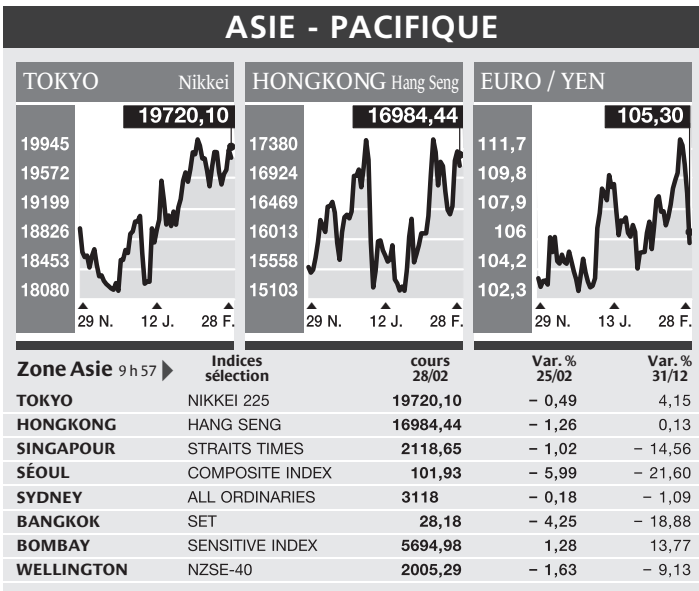 ASIE - PACIFIQUE
TOKYO Nikkei
19720,10
19945
19572
19199
18826
18453
18080
29 N. 12 J. 28 F.
HONGKONG Hang Seng
16984,44
17380
16924
16469
16013
15558
15103
29 N. 12 J. 28 F.
EURO / YEN
105,30
111,7
109,8
107,9
106
104,2
102,3
29 N. 13 J. 28 F.
Zone Asie 9 h 57 Indices sélection cours 28/02 Var. % 25/02 Var. % 31/12
TOKYO NIKKEI 225 19720,10 – 0,49 4,15
HONGKONG HANG SENG 16984,44 – 1,26 0,13
SINGAPOUR STRAITS TIMES 2118,65 – 1,02 – 14,56
SÉOUL COMPOSITE INDEX 101,93 – 5,99 – 21,60
SYDNEY ALL ORDINARIES 3118 – 0,18 – 1,09
BANGKOK SET 28,18 – 4,25 – 18,88
BOMBAY SENSITIVE INDEX 5694,98 1,28 13,77
WELLINGTON NZSE-40 2005,29 – 1,63 – 9,13